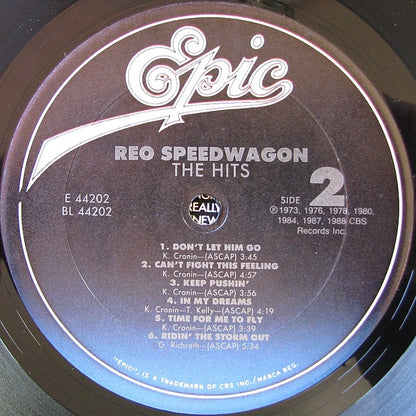 Epic
REO SPEEDWAGON
THE HITS
E 44202
BL 44202
SIDE 2
℗ 1973, 1976, 1978, 1980,
1984, 1987, 1988 CBS
Records Inc.
REALLY
NEW
1. DON'T LET HIM GO
K. Cronin—(ASCAP) 3:45
2. CAN'T FIGHT THIS FEELING
K. Cronin—(ASCAP) 4:57
3. KEEP PUSHIN'
K. Cronin—(ASCAP) 3:56
4. IN MY DREAMS
K. Cronin—T. Kelly—(ASCAP) 4:19
5. TIME FOR ME TO FLY
K. Cronin—(ASCAP) 3:39
6. RIDIN' THE STORM OUT
G. Richrath—(ASCAP) 5:34
"EPIC", IS A TRADEMARK OF CBS INC./MARCA REG.